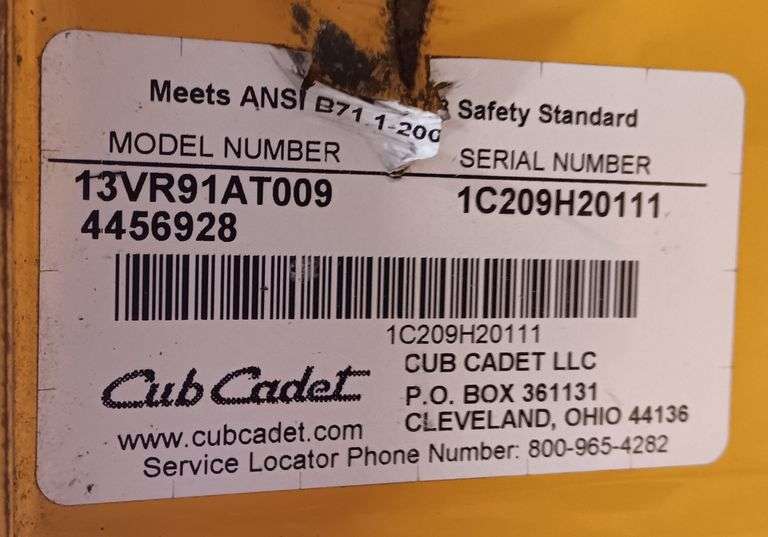 Meets ANSI B71.1-200 Safety Standard
MODEL NUMBER SERIAL NUMBER
13VR91AT009 1C209H20111
4456928
1C209H20111
Cub Cadet CUB CADET LLC
P.O. BOX 361131
www.cubcadet.com CLEVELAND, OHIO 44136
Service Locator Phone Number: 800-965-4282